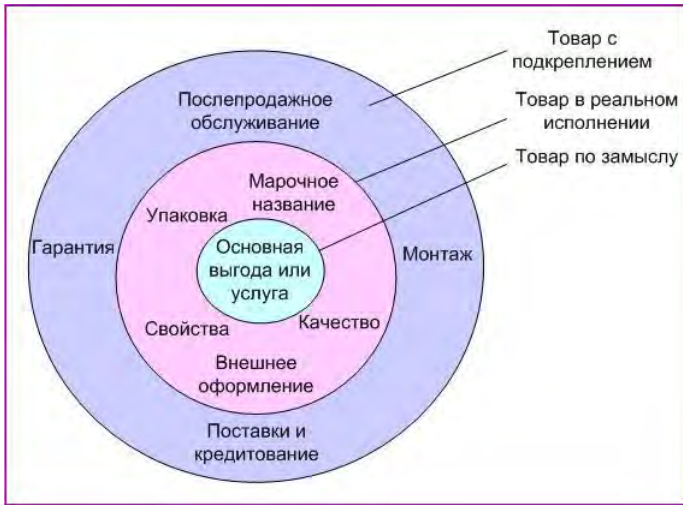 Товар с
подкреплением
Послепродажное
обслуживание
Товар в реальном
исполнении
Товар по замыслу
Марочное
название
Упаковка
Гарантия
Основная
выгода или
услуга
Монтаж
Свойства
Качество
Внешнее
оформление
Поставки и
кредитование